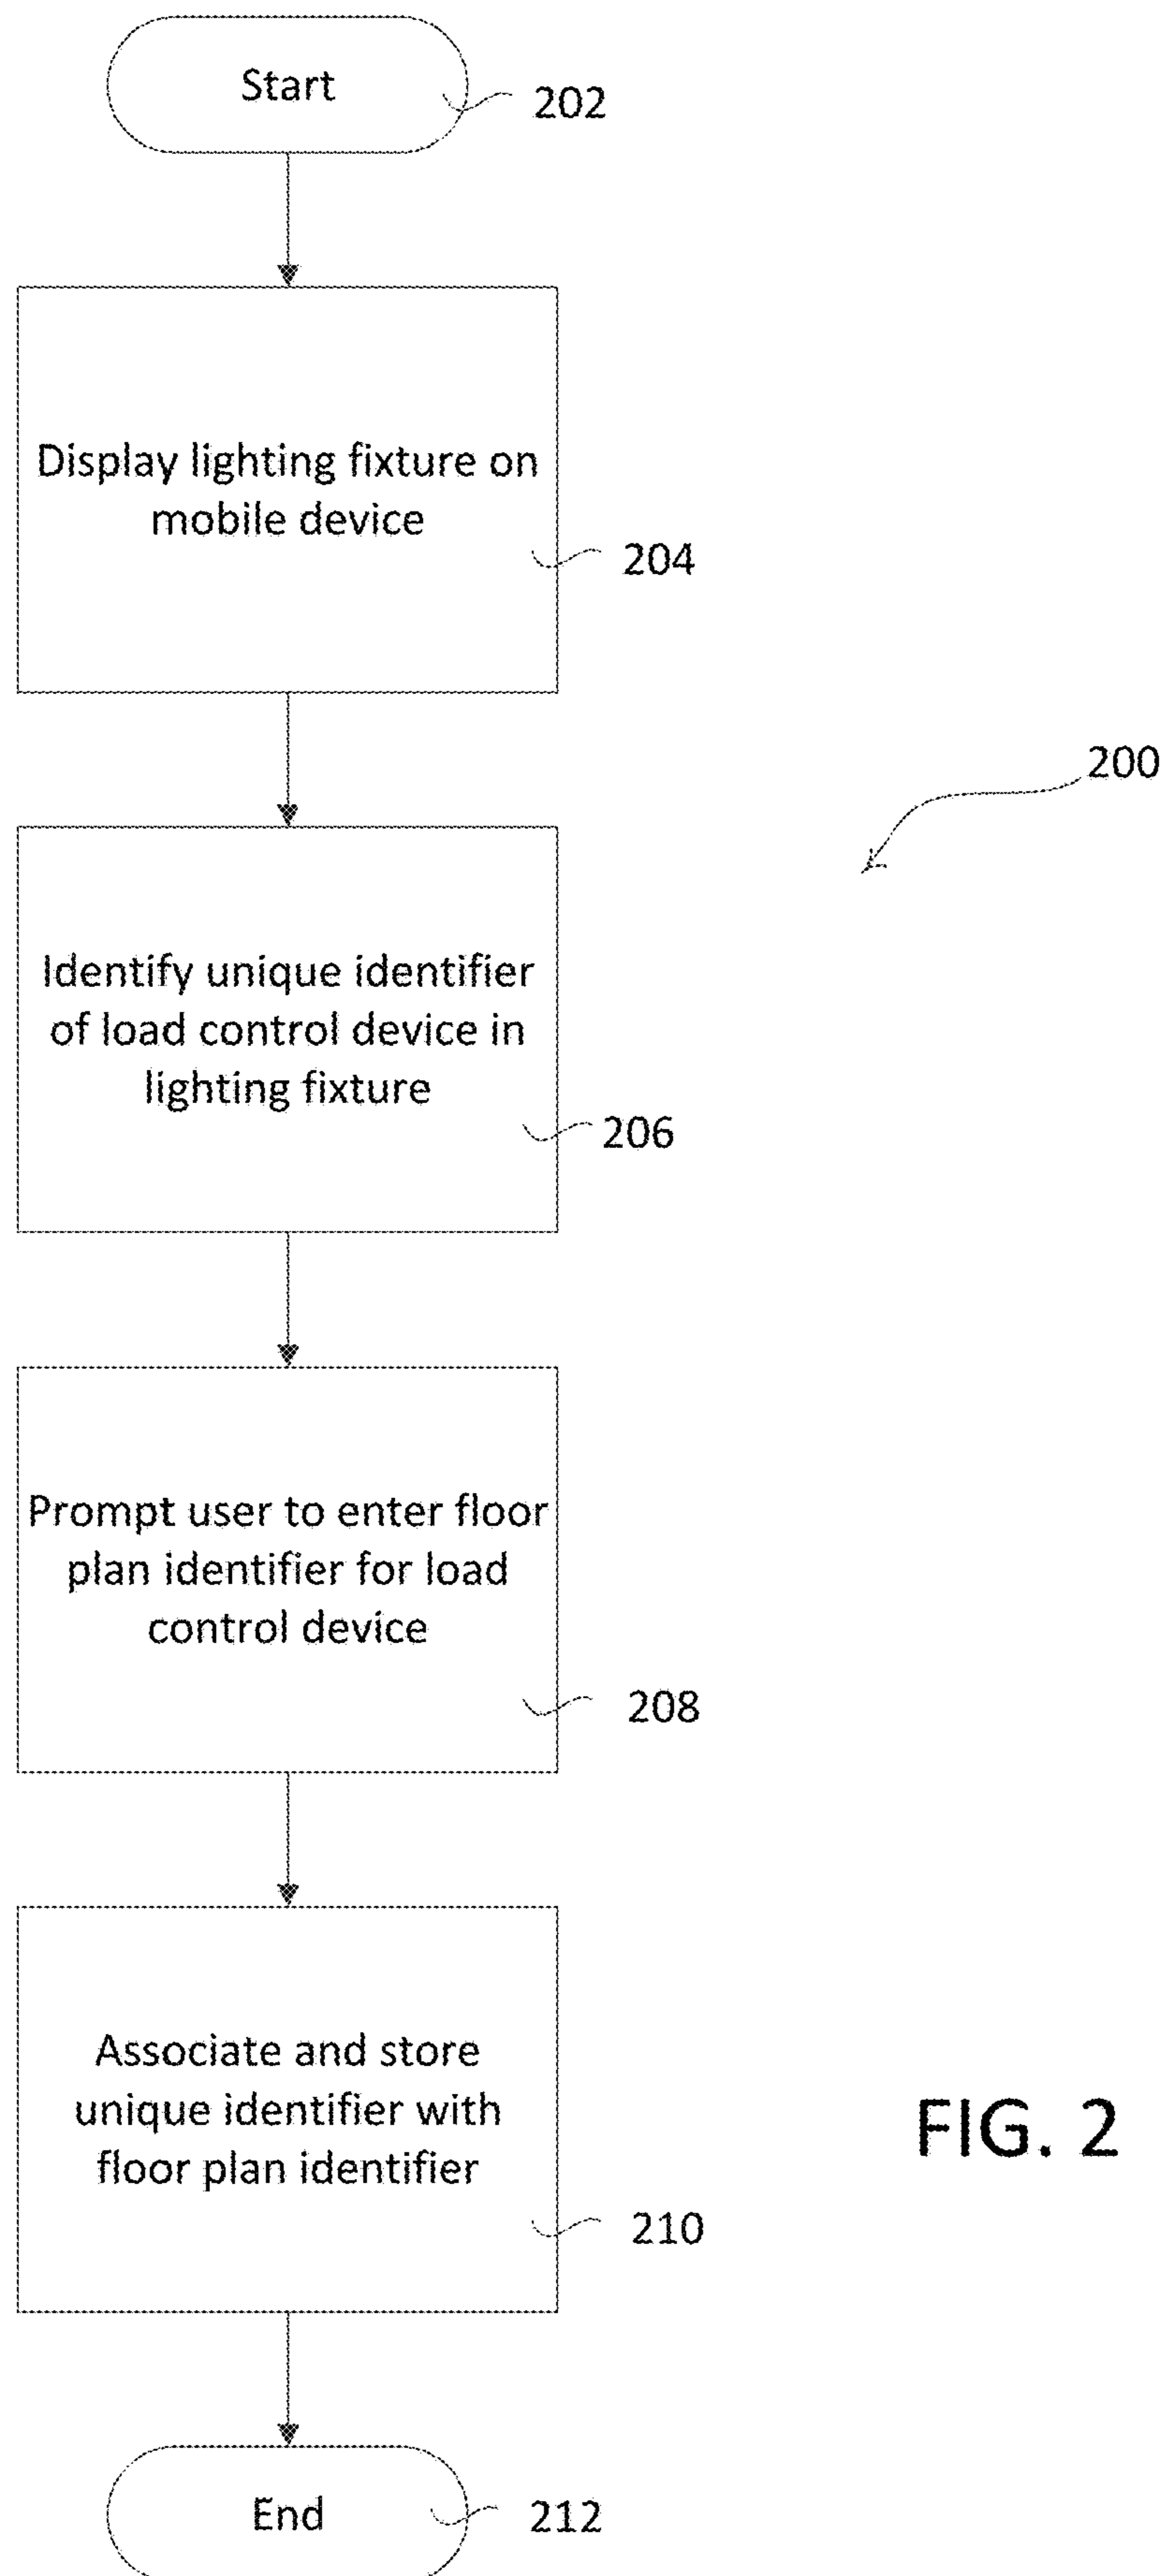 Start
202
Display lighting fixture on
mobile device
204
200
Identify unique identifier
of load control device in
lighting fixture
206
Prompt user to enter floor
plan identifier for load
control device
208
Associate and store
unique identifier with
floor plan identifier
FIG. 2
210
End
212